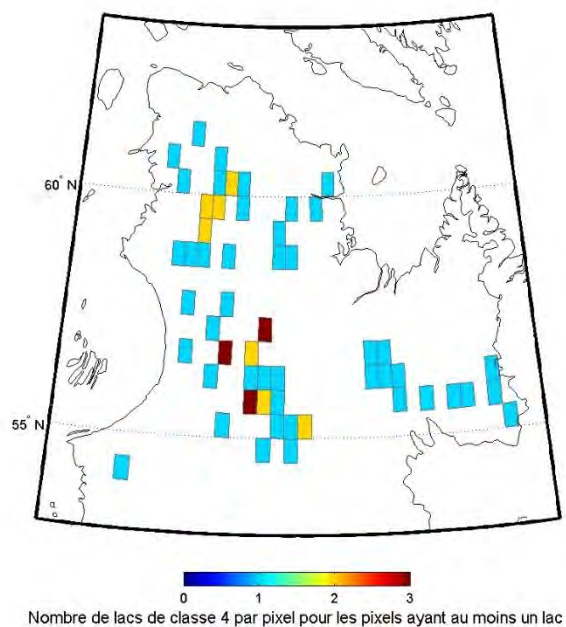 60° N
55° N
0 1 2 3
Nombre de lacs de classe 4 par pixel pour les pixels ayant au moins un lac